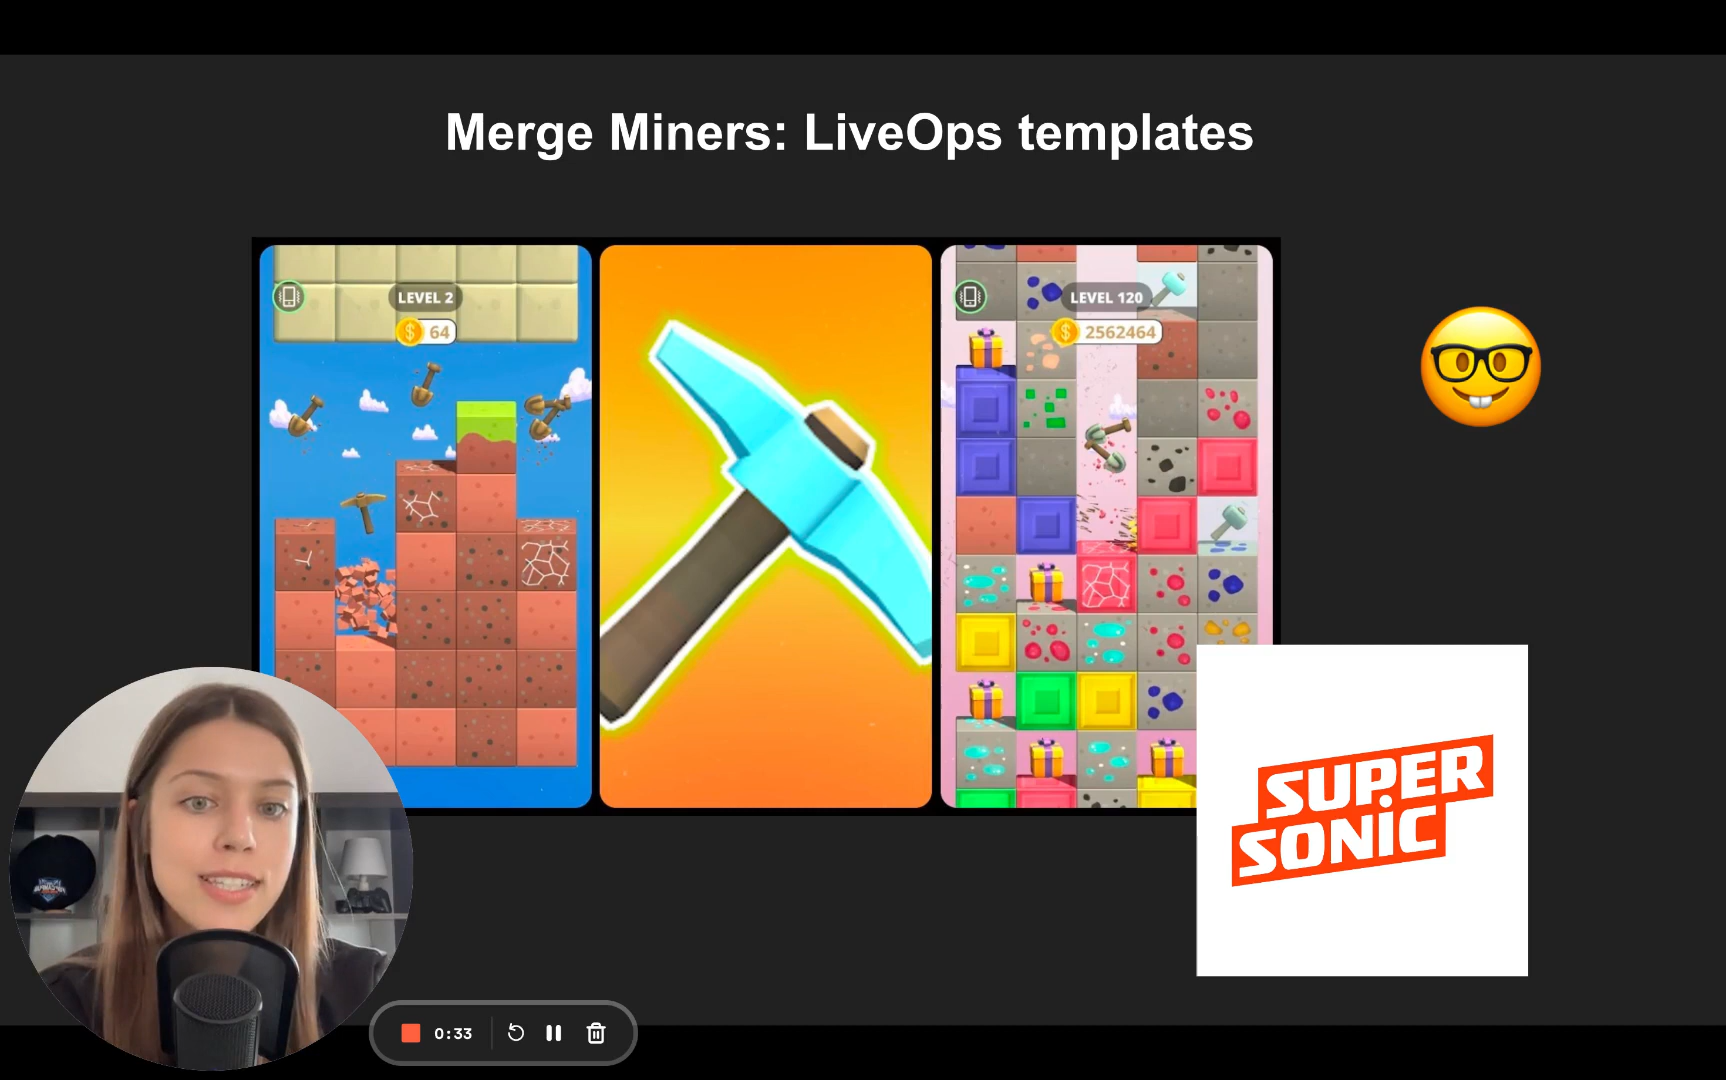 Merge Miners: LiveOps templates
LEVEL 2
64
LEVEL 120
2562464
SUPER
SONiC
0:33